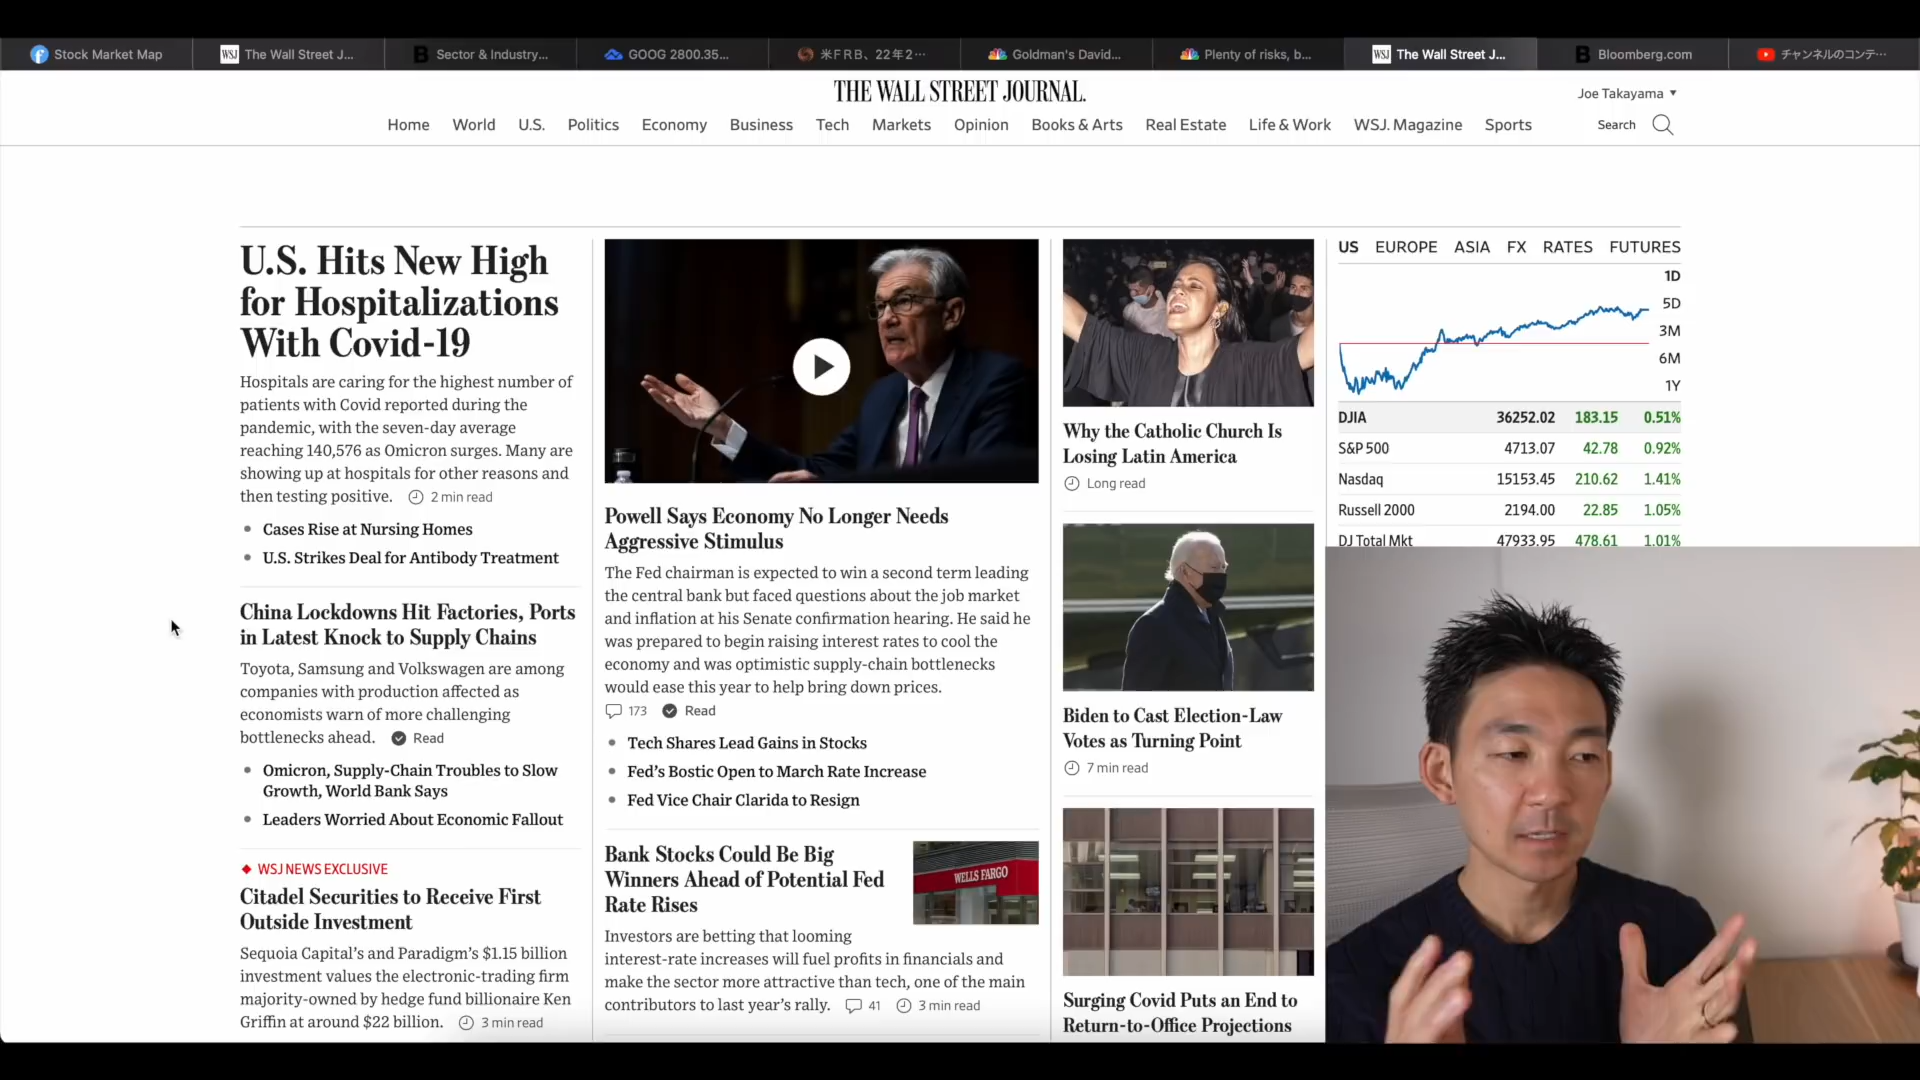 Stock Market Map
WSJ The Wall Street J...
B Sector & Industry...
GOOG 2800.35...
米ＦＲＢ、22年2…
Goldman's David...
Plenty of risks, b...
WSJ The Wall Street J...
B Bloomberg.com
チャンネルのコンテ…
THE WALL STREET JOURNAL.
Joe Takayama
Home World U.S. Politics Economy Business Tech Markets Opinion Books & Arts Real Estate Life & Work WSJ. Magazine Sports
Search
U.S. Hits New High
for Hospitalizations
With Covid-19
Hospitals are caring for the highest number of
patients with Covid reported during the
pandemic, with the seven-day average
reaching 140,576 as Omicron surges. Many are
showing up at hospitals for other reasons and
then testing positive. 2 min read
Cases Rise at Nursing Homes
U.S. Strikes Deal for Antibody Treatment
China Lockdowns Hit Factories, Ports
in Latest Knock to Supply Chains
Toyota, Samsung and Volkswagen are among
companies with production affected as
economists warn of more challenging
bottlenecks ahead. Read
Omicron, Supply-Chain Troubles to Slow
Growth, World Bank Says
Leaders Worried About Economic Fallout
WSJ NEWS EXCLUSIVE
Citadel Securities to Receive First
Outside Investment
Sequoia Capital’s and Paradigm’s $1.15 billion
investment values the electronic-trading firm
majority-owned by hedge fund billionaire Ken
Griffin at around $22 billion. 3 min read
Powell Says Economy No Longer Needs
Aggressive Stimulus
The Fed chairman is expected to win a second term leading
the central bank but faced questions about the job market
and inflation at his Senate confirmation hearing. He said he
was prepared to begin raising interest rates to cool the
economy and was optimistic supply-chain bottlenecks
would ease this year to help bring down prices.
173 Read
Tech Shares Lead Gains in Stocks
Fed’s Bostic Open to March Rate Increase
Fed Vice Chair Clarida to Resign
Bank Stocks Could Be Big
Winners Ahead of Potential Fed
Rate Rises
WELLS FARGO
Investors are betting that looming
interest-rate increases will fuel profits in financials and
make the sector more attractive than tech, one of the main
contributors to last year’s rally. 41 3 min read
Why the Catholic Church Is
Losing Latin America
Long read
Biden to Cast Election-Law
Votes as Turning Point
7 min read
Surging Covid Puts an End to
Return-to-Office Projections
US EUROPE ASIA FX RATES FUTURES
1D
5D
3M
6M
1Y
DJIA 36252.02 183.15 0.51%
S&P 500 4713.07 42.78 0.92%
Nasdaq 15153.45 210.62 1.41%
Russell 2000 2194.00 22.85 1.05%
DJ Total Mkt 47933.95 478.61 1.01%